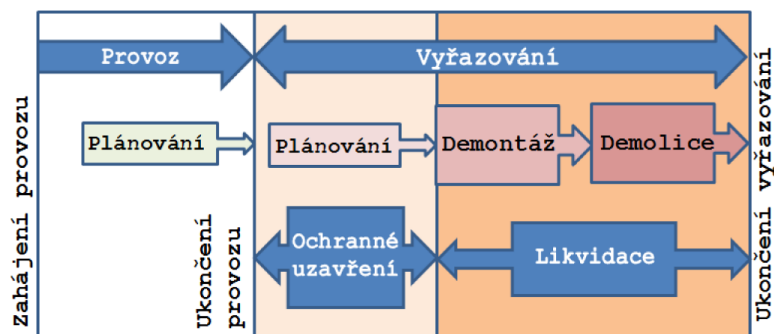 Provoz
Vyřazování
Plánování
Plánování
Demontáž
Demolice
Ochranné
uzavření
Likvidace
Zahájení provozu
Ukončení
provozu
Ukončení vyřazování